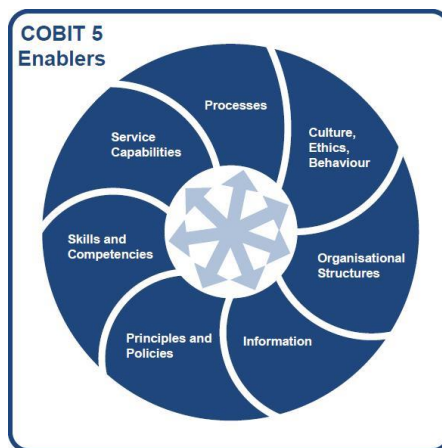 COBIT 5
Enablers
Processes
Culture,
Ethics,
Behaviour
Organisational
Structures
Information
Principles and
Policies
Skills and
Competencies
Service
Capabilities